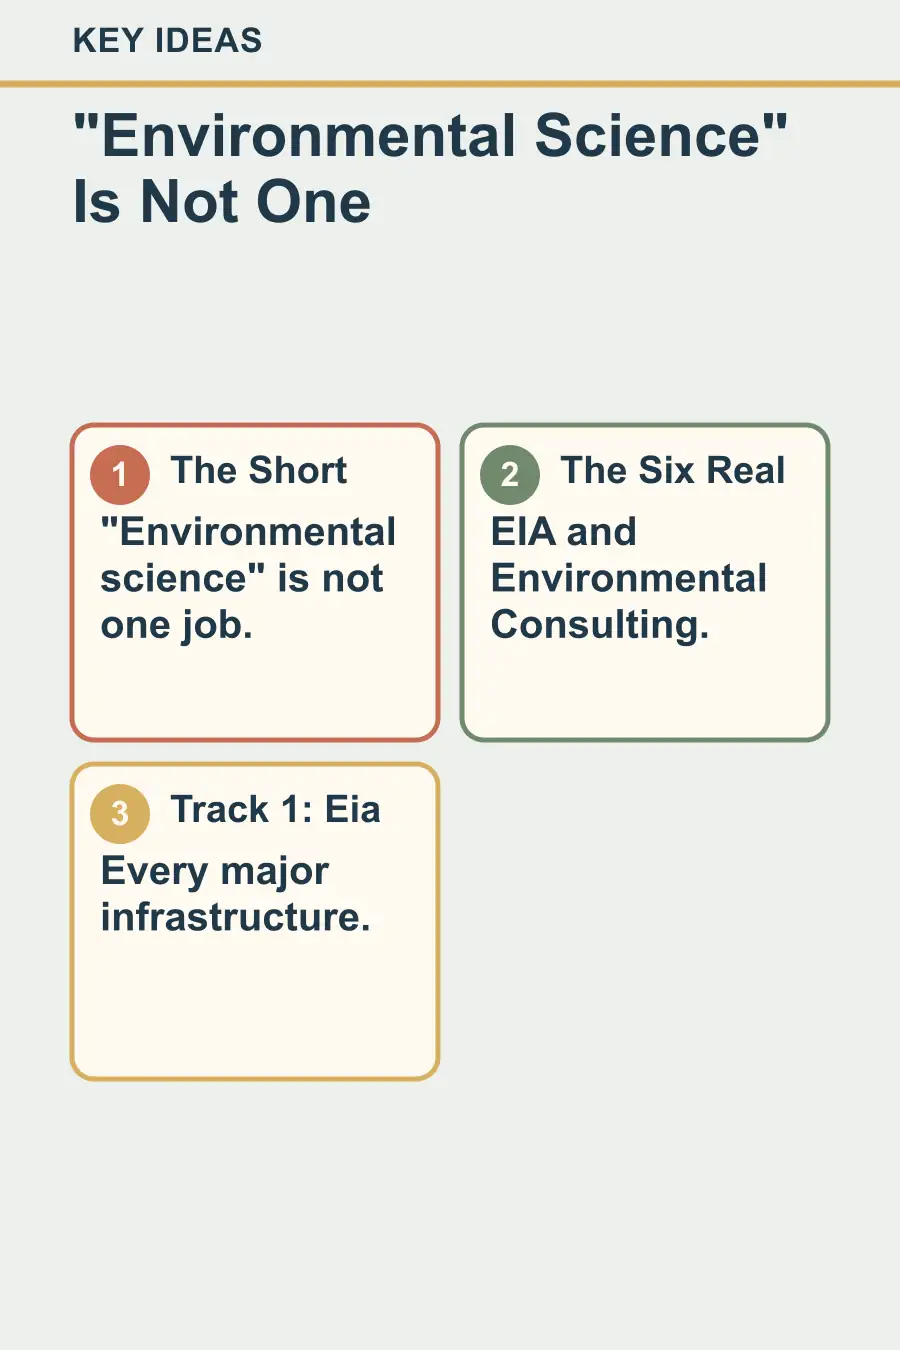 KEY IDEAS
"Environmental Science"
Is Not One
1 The Short
"Environmental
science" is not
one job.
2 The Six Real
EIA and
Environmental
Consulting.
3 Track 1: Eia
Every major
infrastructure.